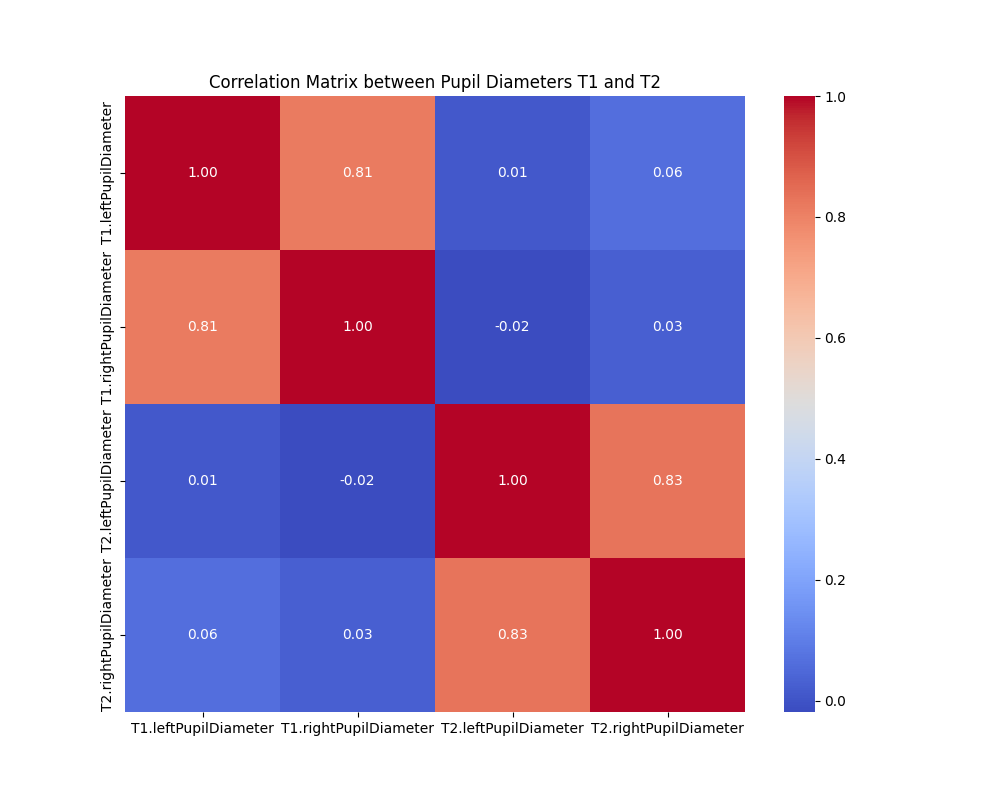 Correlation Matrix between Pupil Diameters T1 and T2
T1.leftPupilDiameter
1.00 0.81 0.01 0.06
T1.rightPupilDiameter
0.81 1.00 -0.02 0.03
T2.leftPupilDiameter
0.01 -0.02 1.00 0.83
T2.rightPupilDiameter
0.06 0.03 0.83 1.00
T1.leftPupilDiameter T1.rightPupilDiameter T2.leftPupilDiameter T2.rightPupilDiameter
1.0
0.8
0.6
0.4
0.2
0.0